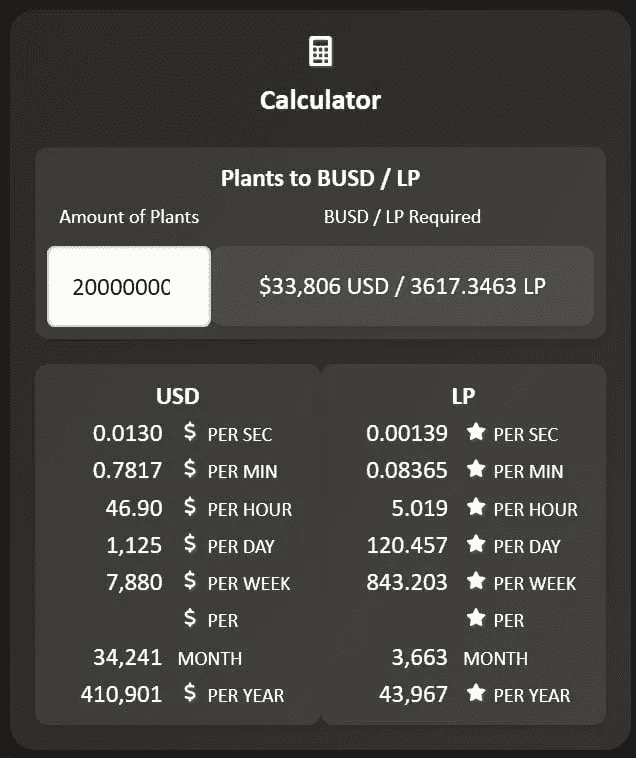 Calculator
Plants to BUSD / LP
Amount of Plants
BUSD / LP Required
20000000
$33,806 USD / 3617.3463 LP
USD
0.0130 $ PER SEC
0.7817 $ PER MIN
46.90 $ PER HOUR
1,125 $ PER DAY
7,880 $ PER WEEK
$ PER
34,241 MONTH
410,901 $ PER YEAR
LP
0.00139 ★ PER SEC
0.08365 ★ PER MIN
5.019 ★ PER HOUR
120.457 ★ PER DAY
843.203 ★ PER WEEK
★ PER
3,663 MONTH
43,967 ★ PER YEAR